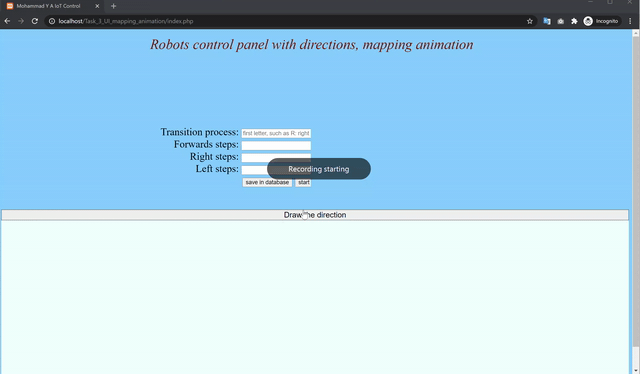 Mohammad Y A IoT Control
localhost/Task_3_UI_mapping_animation/index.php
Incognito
Robots control panel with directions, mapping animation
Transition process: first letter, such as R: right
Forwards steps:
Right steps:
Recording starting
Left steps:
save in database start
Draw the direction